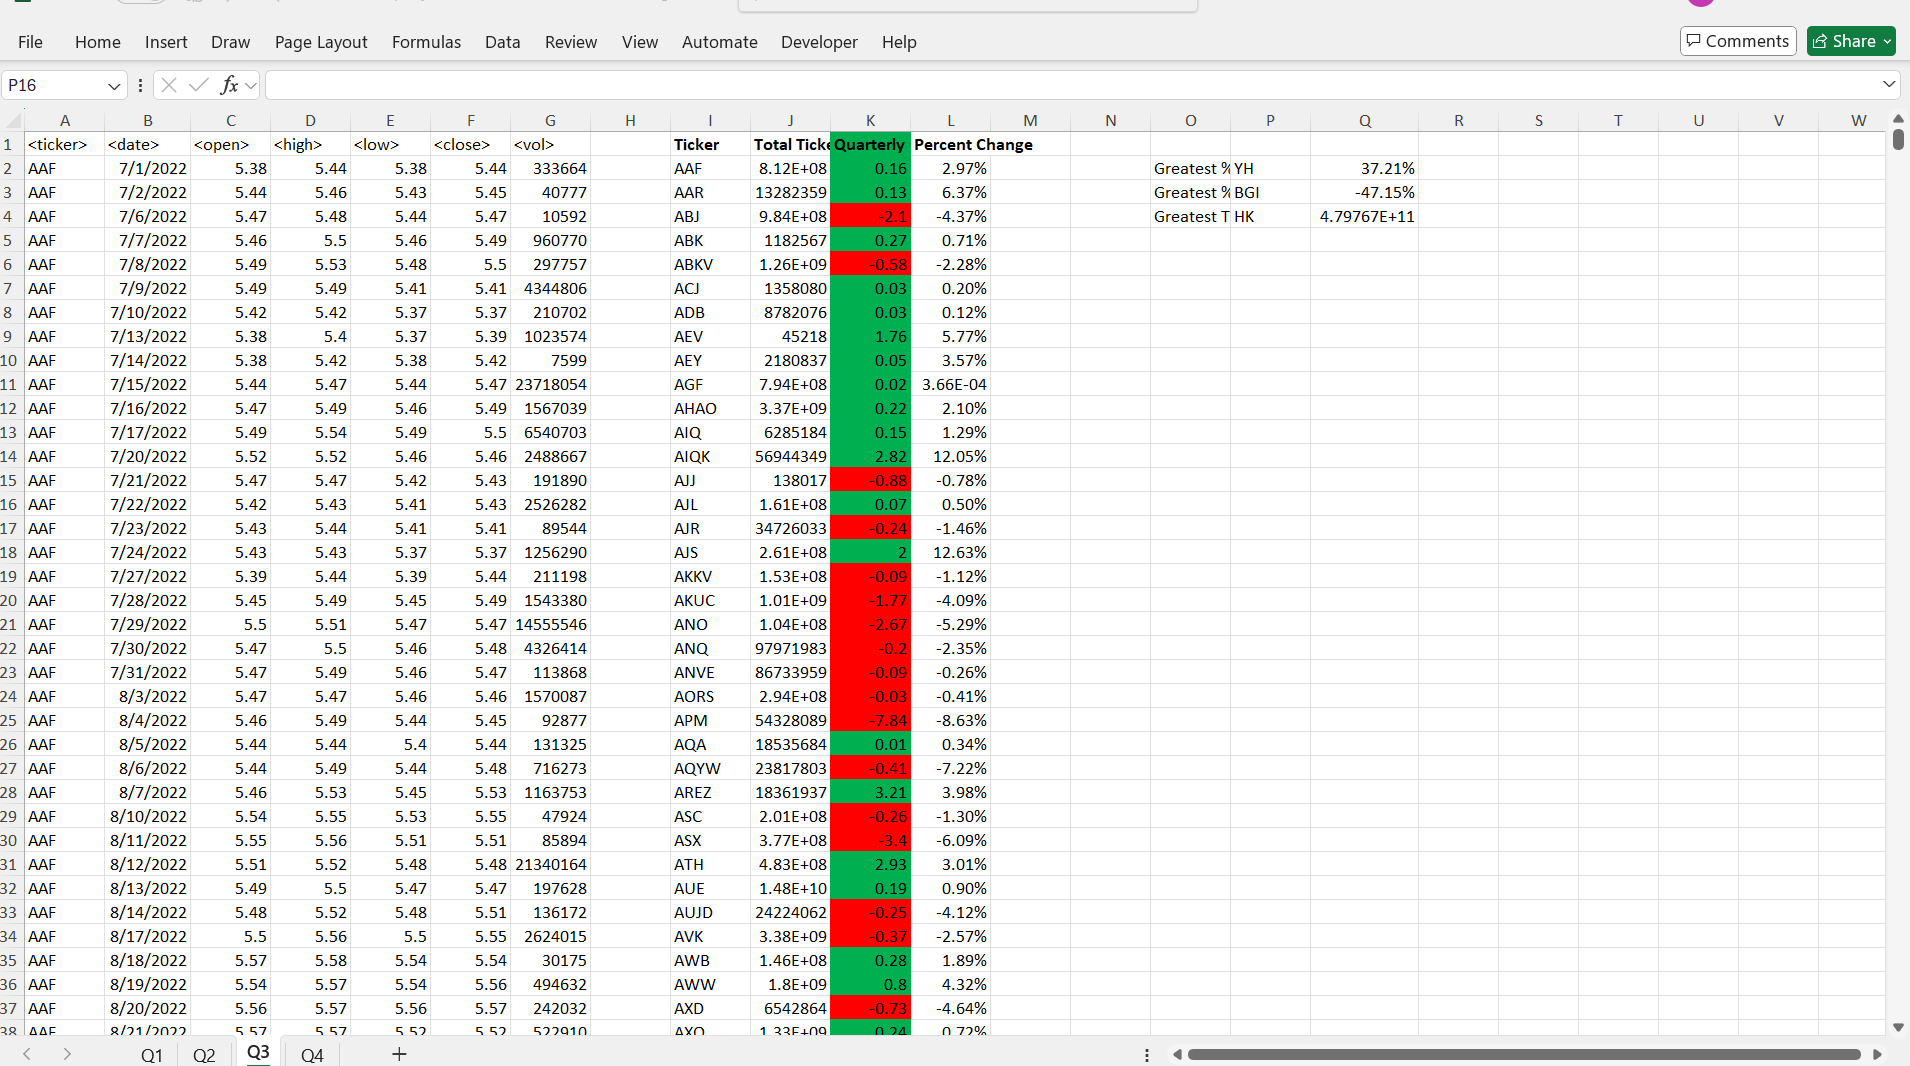 File Home Insert Draw Page Layout Formulas Data Review View Automate Developer Help Comments Share
P16 fx
A B C D E F G H I J K L M N O P Q R S T U V W
1 <ticker> <date> <open> <high> <low> <close> <vol> Ticker Total Ticke Quarterly Percent Change
2 AAF 7/1/2022 5.38 5.44 5.38 5.44 333664 AAF 8.12E+08 0.16 2.97% Greatest % YH 37.21%
3 AAF 7/2/2022 5.44 5.46 5.43 5.45 40777 AAR 13282359 0.13 6.37% Greatest % BGI -47.15%
4 AAF 7/6/2022 5.47 5.48 5.44 5.47 10592 ABJ 9.84E+08 -2.1 -4.37% Greatest T HK 4.79767E+11
5 AAF 7/7/2022 5.46 5.5 5.46 5.49 960770 ABK 1182567 0.27 0.71%
6 AAF 7/8/2022 5.49 5.53 5.48 5.5 297757 ABKV 1.26E+09 -0.58 -2.28%
7 AAF 7/9/2022 5.49 5.49 5.41 5.41 4344806 ACJ 1358080 0.03 0.20%
8 AAF 7/10/2022 5.42 5.42 5.37 5.37 210702 ADB 8782076 0.03 0.12%
9 AAF 7/13/2022 5.38 5.4 5.37 5.39 1023574 AEV 45218 1.76 5.77%
10 AAF 7/14/2022 5.38 5.42 5.38 5.42 7599 AEY 2180837 0.05 3.57%
11 AAF 7/15/2022 5.44 5.47 5.44 5.47 23718054 AGF 7.94E+08 0.02 3.66E-04
12 AAF 7/16/2022 5.47 5.49 5.46 5.49 1567039 AHAO 3.37E+09 0.22 2.10%
13 AAF 7/17/2022 5.49 5.54 5.49 5.5 6540703 AIQ 6285184 0.15 1.29%
14 AAF 7/20/2022 5.52 5.52 5.46 5.46 2488667 AIQK 56944349 2.82 12.05%
15 AAF 7/21/2022 5.47 5.47 5.42 5.43 191890 AJJ 138017 -0.88 -0.78%
16 AAF 7/22/2022 5.42 5.43 5.41 5.43 2526282 AJL 1.61E+08 0.07 0.50%
17 AAF 7/23/2022 5.43 5.44 5.41 5.41 89544 AJR 34726033 -0.24 -1.46%
18 AAF 7/24/2022 5.43 5.43 5.37 5.37 1256290 AJS 2.61E+08 2 12.63%
19 AAF 7/27/2022 5.39 5.44 5.39 5.44 211198 AKKV 1.53E+08 -0.09 -1.12%
20 AAF 7/28/2022 5.45 5.49 5.45 5.49 1543380 AKUC 1.01E+09 -1.77 -4.09%
21 AAF 7/29/2022 5.5 5.51 5.47 5.47 14555546 ANO 1.04E+08 -2.67 -5.29%
22 AAF 7/30/2022 5.47 5.5 5.46 5.48 4326414 ANQ 97971983 -0.2 -2.35%
23 AAF 7/31/2022 5.47 5.49 5.46 5.47 113868 ANVE 86733959 -0.09 -0.26%
24 AAF 8/3/2022 5.47 5.47 5.46 5.46 1570087 AORS 2.94E+08 -0.03 -0.41%
25 AAF 8/4/2022 5.46 5.49 5.44 5.45 92877 APM 54328089 -7.84 -8.63%
26 AAF 8/5/2022 5.44 5.44 5.4 5.44 131325 AQA 18535684 0.01 0.34%
27 AAF 8/6/2022 5.44 5.49 5.44 5.48 716273 AQYW 23817803 -0.41 -7.22%
28 AAF 8/7/2022 5.46 5.53 5.45 5.53 1163753 AREZ 18361937 3.21 3.98%
29 AAF 8/10/2022 5.54 5.55 5.53 5.55 47924 ASC 2.01E+08 -0.26 -1.30%
30 AAF 8/11/2022 5.55 5.56 5.51 5.51 85894 ASX 3.77E+08 -3.4 -6.09%
31 AAF 8/12/2022 5.51 5.52 5.48 5.48 21340164 ATH 4.83E+08 2.93 3.01%
32 AAF 8/13/2022 5.49 5.5 5.47 5.47 197628 AUE 1.48E+10 0.19 0.90%
33 AAF 8/14/2022 5.48 5.52 5.48 5.51 136172 AUJD 24224062 -0.25 -4.12%
34 AAF 8/17/2022 5.5 5.56 5.5 5.55 2624015 AVK 3.38E+09 -0.37 -2.57%
35 AAF 8/18/2022 5.57 5.58 5.54 5.54 30175 AWB 1.46E+08 0.28 1.89%
36 AAF 8/19/2022 5.54 5.57 5.54 5.56 494632 AWW 1.8E+09 0.8 4.32%
37 AAF 8/20/2022 5.56 5.57 5.56 5.57 242032 AXD 6542864 -0.73 -4.64%
38 AAF 8/21/2022 5.57 5.57 5.52 5.52 522910 1.33E+09 0.24 0.72%
Q1 Q2 Q3 Q4